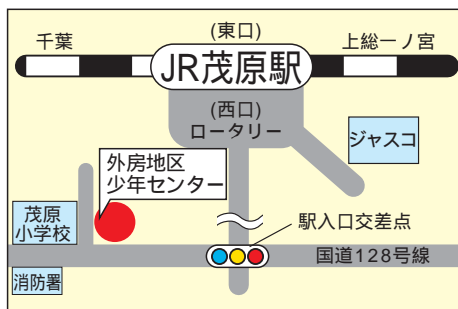 (東口)
千葉
上総一ノ宮
JR茂原駅
(西口)
ロータリー
ジャスコ
外房地区
少年センター
茂原
小学校
駅入口交差点
国道128号線
消防署